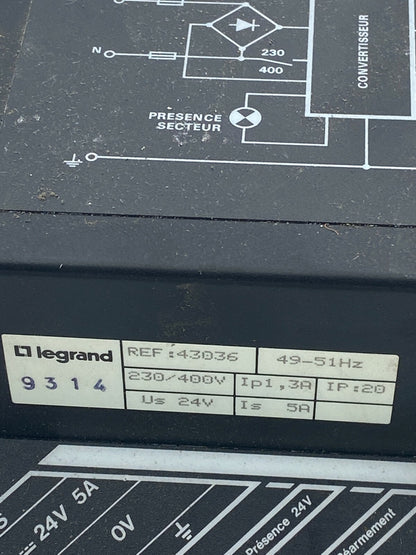 CONVERTISSEUR
N
230
400
PRESENCE
SECTEUR
legrand
REF:43036
49-51Hz
9314
230/400V
Ip1,3A
IP:20
Us 24V
Is 5A
24V 5A
0V
Présence 24V